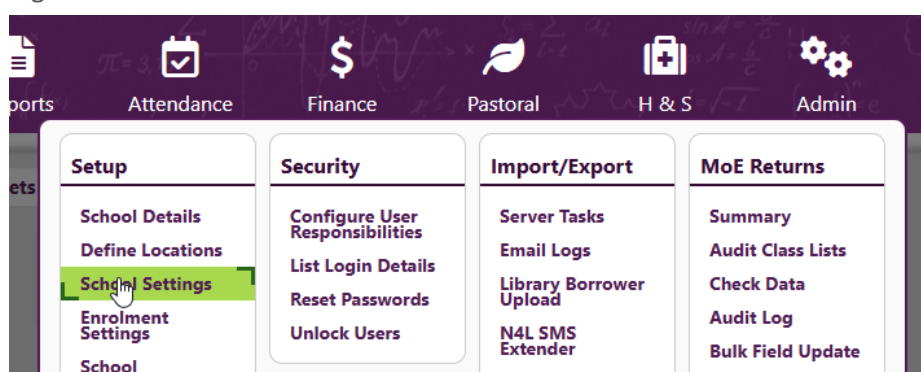 ports
Attendance
Finance
Pastoral
H & S
Admin
ets
Setup
School Details
Define Locations
School Settings
Enrolment
Settings
School
Security
Configure User
Responsibilities
List Login Details
Reset Passwords
Unlock Users
Import/Export
Server Tasks
Email Logs
Library Borrower
Upload
N4L SMS
Extender
MoE Returns
Summary
Audit Class Lists
Check Data
Audit Log
Bulk Field Update